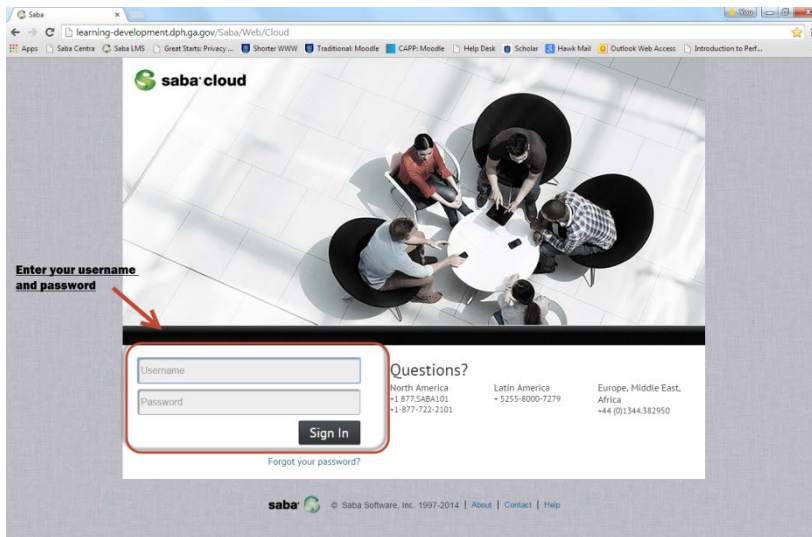 Saba
You
learning-development.dph.ga.gov/Saba/Web/Cloud
Apps Saba Centra Saba LMS Great Starts: Privacy ... Shorter WWW Traditional: Moodle CAPP: Moodle Help Desk Scholar Hawk Mail Outlook Web Access Introduction to Perf...
saba cloud
Enter your username
and password
Username
Password
Sign In
Forgot your password?
Questions?
North America
+1 877.SABA101
+1-877-722-2101
Latin America
+ 5255-8000-7279
Europe, Middle East,
Africa
+44 (0)1344.382950
saba © Saba Software, Inc. 1997-2014 | About | Contact | Help